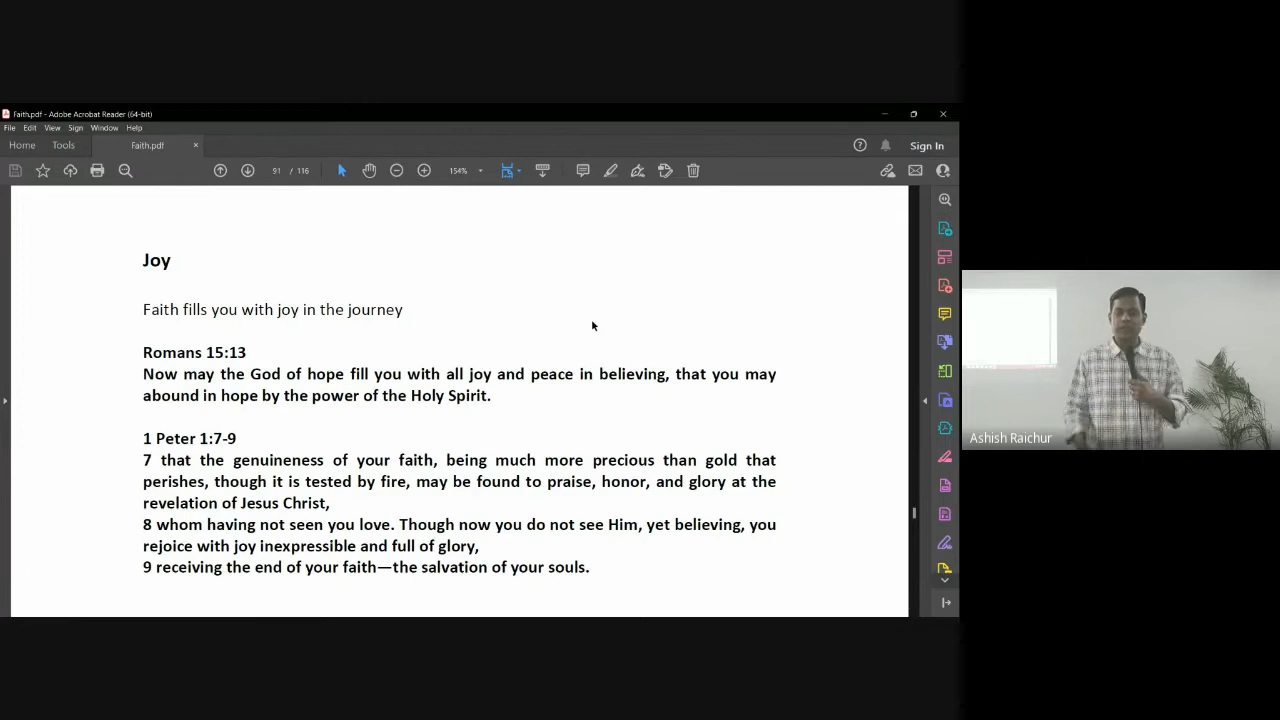 Faith.pdf - Adobe Acrobat Reader (64-bit)
File Edit View Sign Window Help
Home Tools Faith.pdf × Sign In
91 / 116 154%
Joy
Faith fills you with joy in the journey
Romans 15:13
Now may the God of hope fill you with all joy and peace in believing, that you may
abound in hope by the power of the Holy Spirit.
1 Peter 1:7-9
7 that the genuineness of your faith, being much more precious than gold that
perishes, though it is tested by fire, may be found to praise, honor, and glory at the
revelation of Jesus Christ,
8 whom having not seen you love. Though now you do not see Him, yet believing, you
rejoice with joy inexpressible and full of glory,
9 receiving the end of your faith—the salvation of your souls.
Ashish Raichur